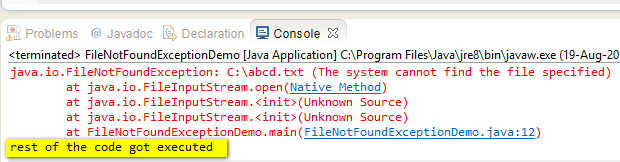 Problems @ Javadoc Declaration Console
<terminated> FileNotFoundExceptionDemo [Java Application] C:\Program Files\Java\jre8\bin\javaw.exe (19-Aug-20
java.io.FileNotFoundException: C:\abcd.txt (The system cannot find the file specified)
at java.io.FileInputStream.open(Native Method)
at java.io.FileInputStream.<init>(Unknown Source)
at java.io.FileInputStream.<init>(Unknown Source)
at FileNotFoundExceptionDemo.main(FileNotFoundExceptionDemo.java:12)
rest of the code got executed